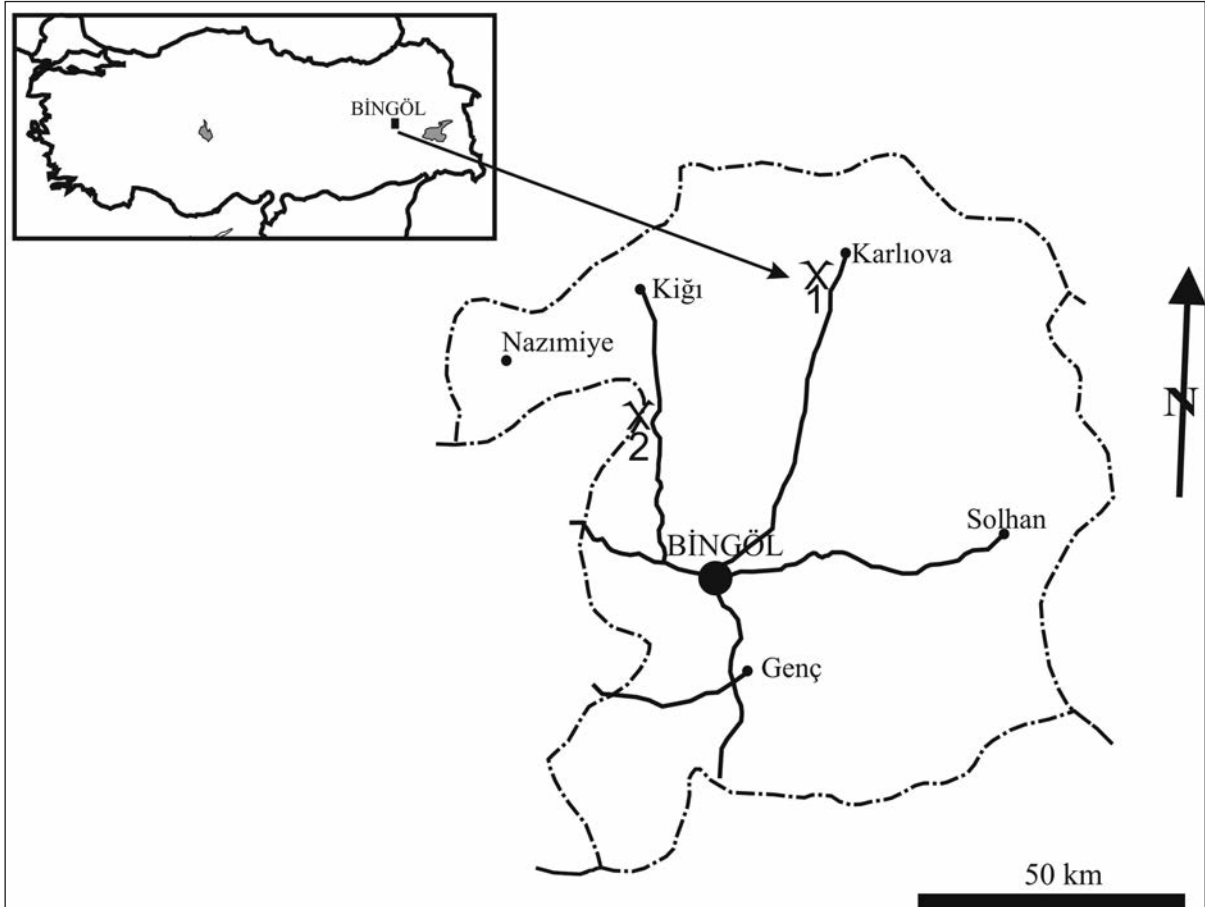 BİNGÖL
Karlıova
X
1
Kiğı
Nazımiye
N
X
2
Solhan
BİNGÖL
Genç
50 km